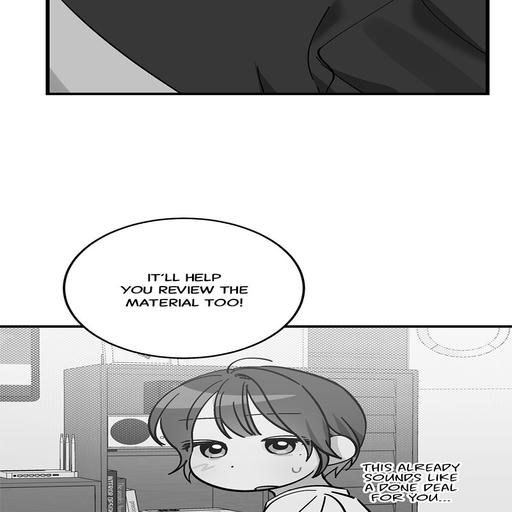 IT'LL HELP
YOU REVIEW THE
MATERIAL TOO!
THIS ALREADY
SOUNDS LIKE
A DONE DEAL
FOR YOU...